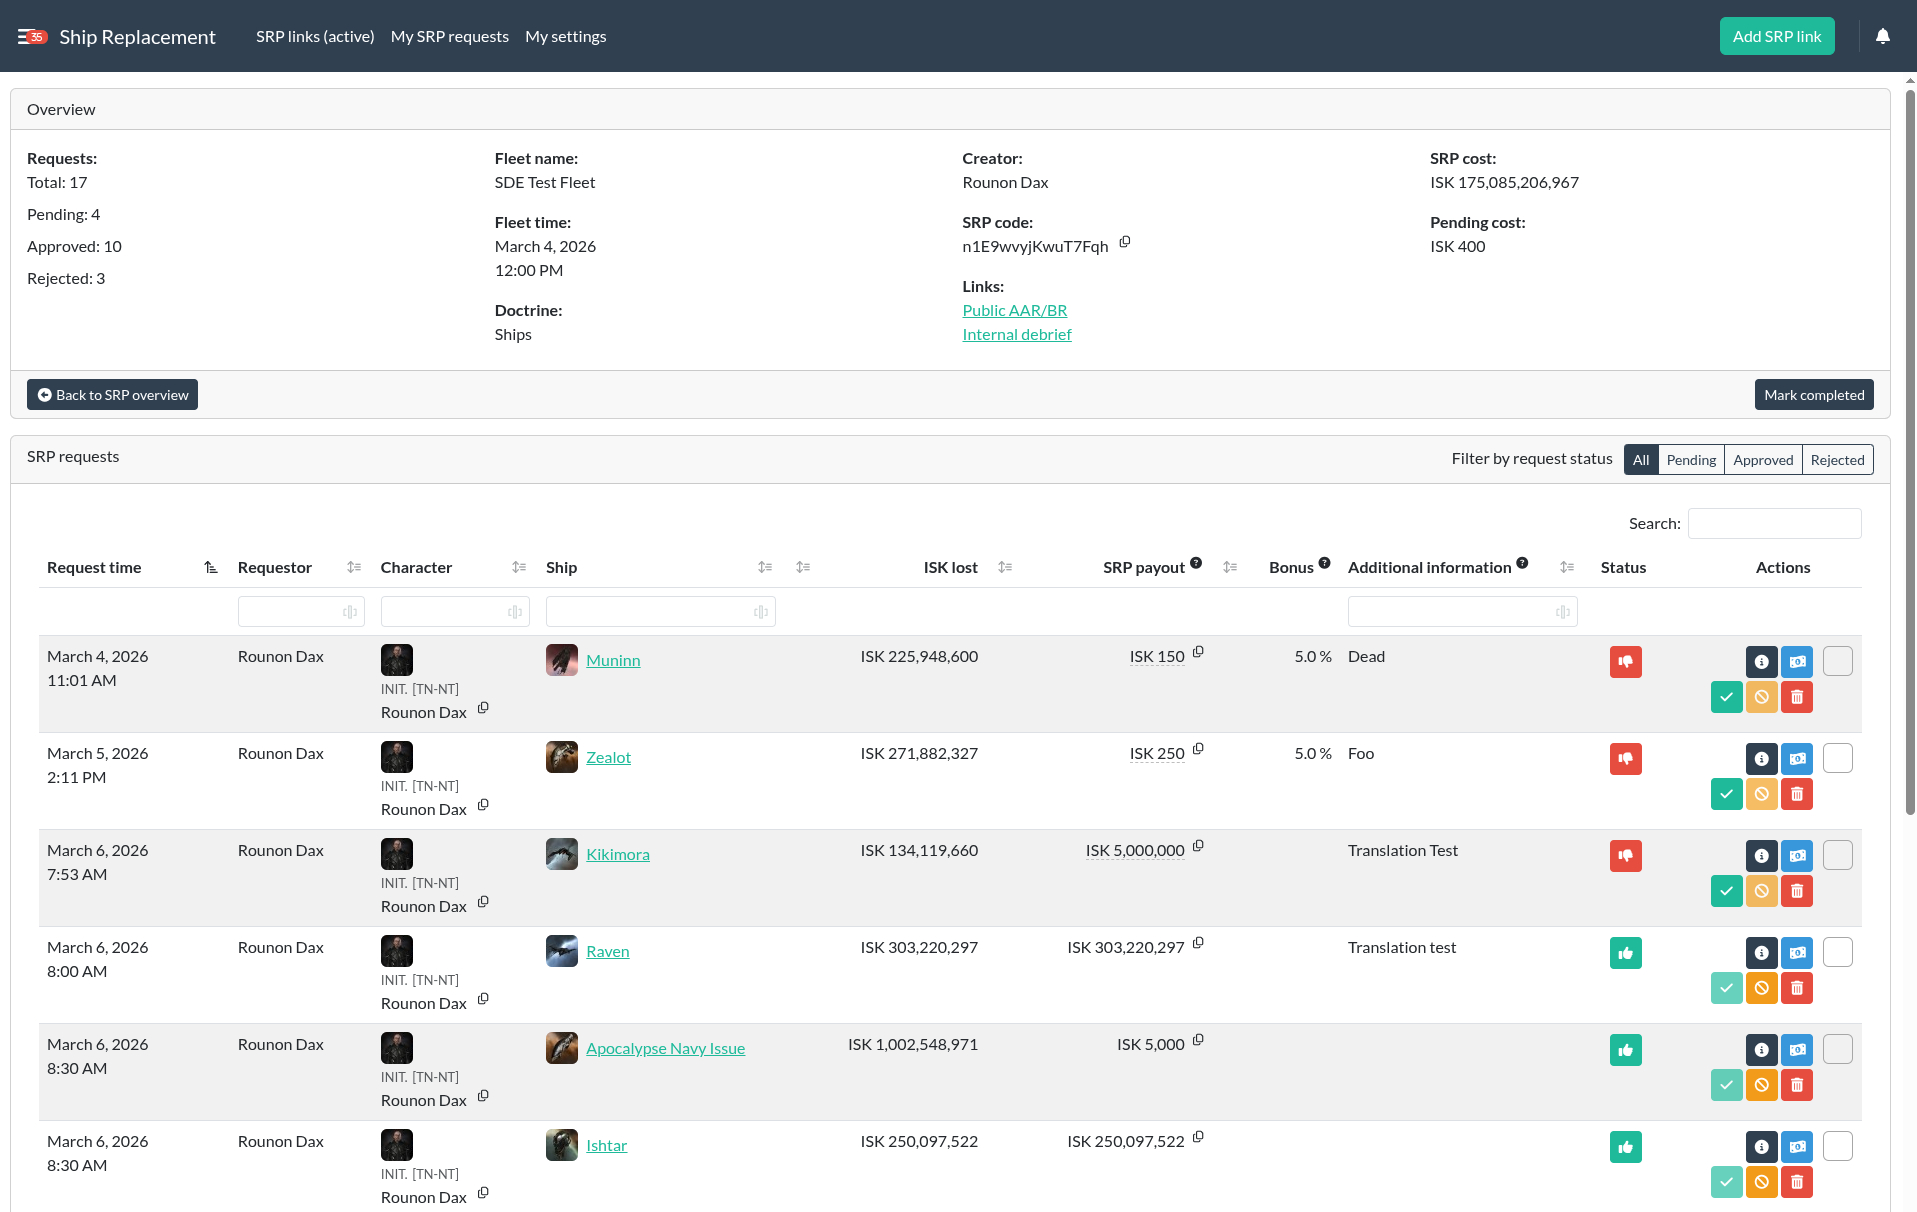 35 Ship Replacement SRP links (active) My SRP requests My settings Add SRP link
Overview
Requests:
Total: 17
Pending: 4
Approved: 10
Rejected: 3
Fleet name:
SDE Test Fleet
Fleet time:
March 4, 2026
12:00 PM
Doctrine:
Ships
Creator:
Rounon Dax
SRP code:
n1E9wvyjKwuT7Fqh
Links:
Public AAR/BR
Internal debrief
SRP cost:
ISK 175,085,206,967
Pending cost:
ISK 400
Back to SRP overview Mark completed
SRP requests Filter by request status All Pending Approved Rejected
Search:
Request time Requestor Character Ship ISK lost SRP payout Bonus Additional information Status Actions
March 4, 2026 Rounon Dax Muninn ISK 225,948,600 ISK 150 5.0 % Dead
11:01 AM
INIT. [TN-NT]
Rounon Dax
March 5, 2026 Rounon Dax Zealot ISK 271,882,327 ISK 250 5.0 % Foo
2:11 PM
INIT. [TN-NT]
Rounon Dax
March 6, 2026 Rounon Dax Kikimora ISK 134,119,660 ISK 5,000,000 Translation Test
7:53 AM
INIT. [TN-NT]
Rounon Dax
March 6, 2026 Rounon Dax Raven ISK 303,220,297 ISK 303,220,297 Translation test
8:00 AM
INIT. [TN-NT]
Rounon Dax
March 6, 2026 Rounon Dax Apocalypse Navy Issue ISK 1,002,548,971 ISK 5,000
8:30 AM
INIT. [TN-NT]
Rounon Dax
March 6, 2026 Rounon Dax Ishtar ISK 250,097,522 ISK 250,097,522
8:30 AM
INIT. [TN-NT]
Rounon Dax